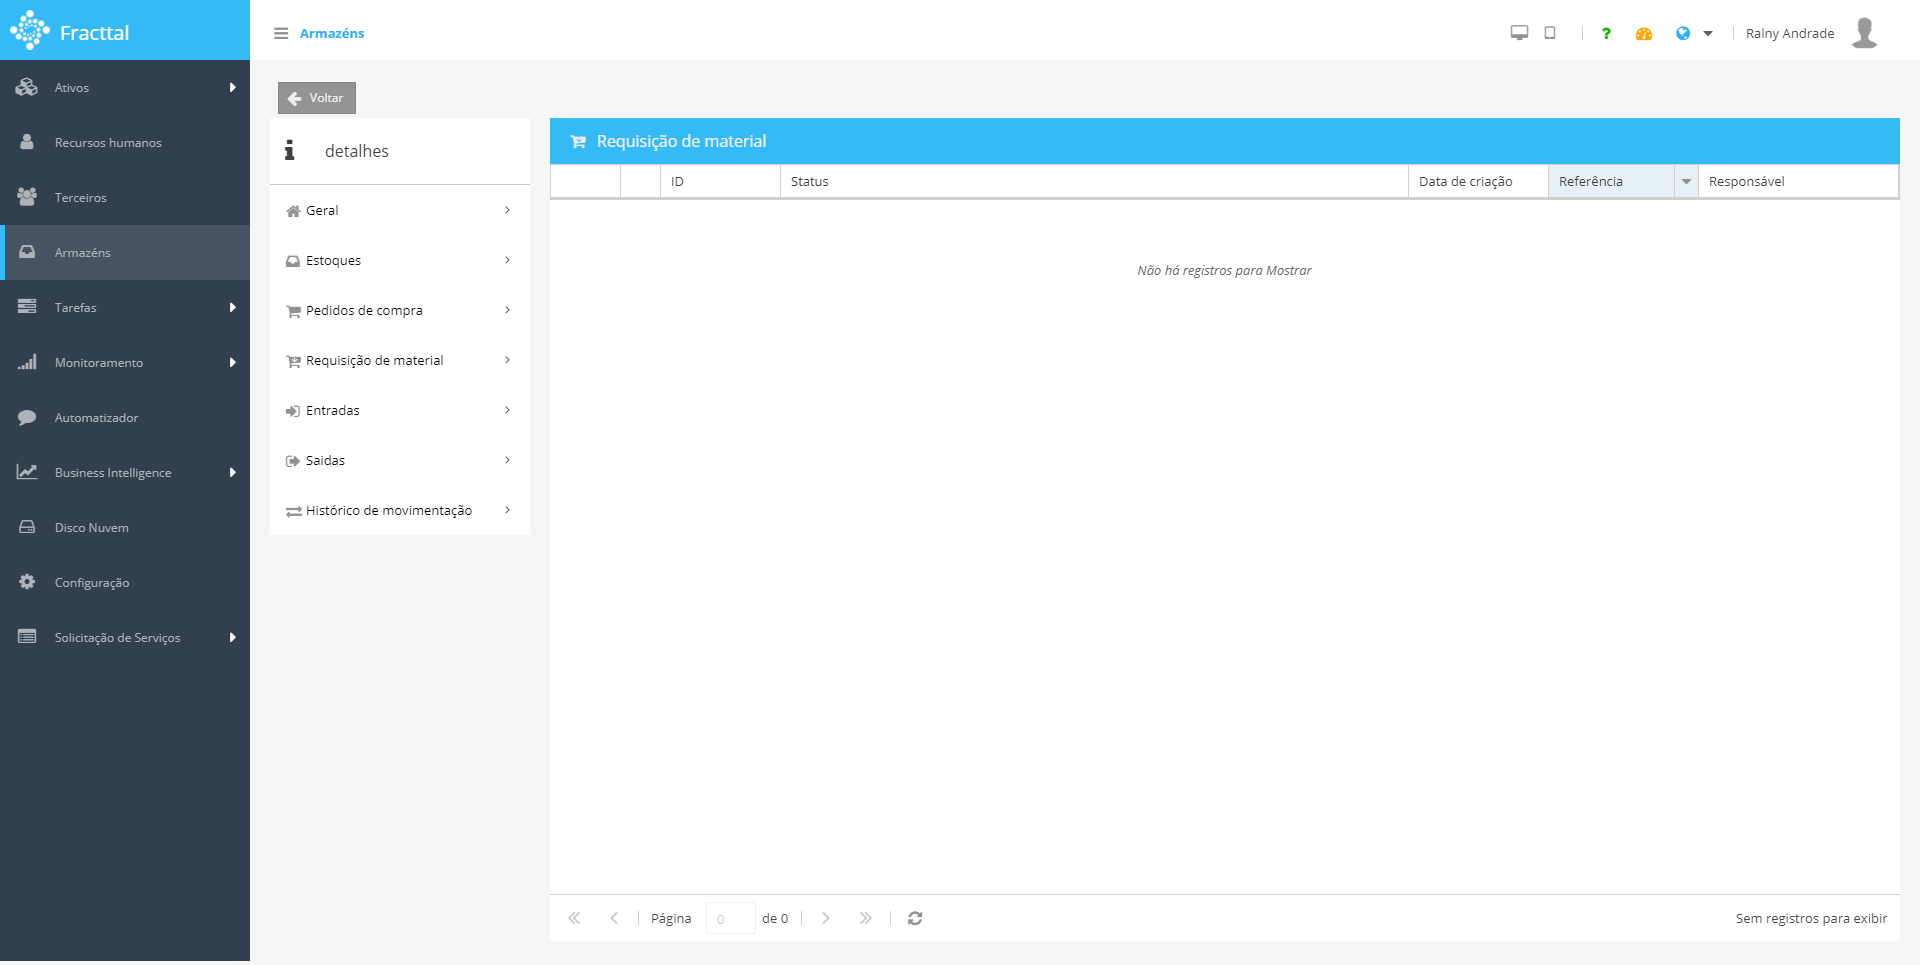 Fracttal
Armazéns
?
Ralny Andrade
Ativos
Recursos humanos
Terceiros
Armazéns
Tarefas
Monitoramento
Automatizador
Business Intelligence
Disco Nuvem
Configuração
Solicitação de Serviços
Voltar
detalhes
Geral
Estoques
Pedidos de compra
Requisição de material
Entradas
Saidas
Histórico de movimentação
Requisição de material
ID Status Data de criação Referência Responsável
Não há registros para Mostrar
Página 0 de 0
Sem registros para exibir